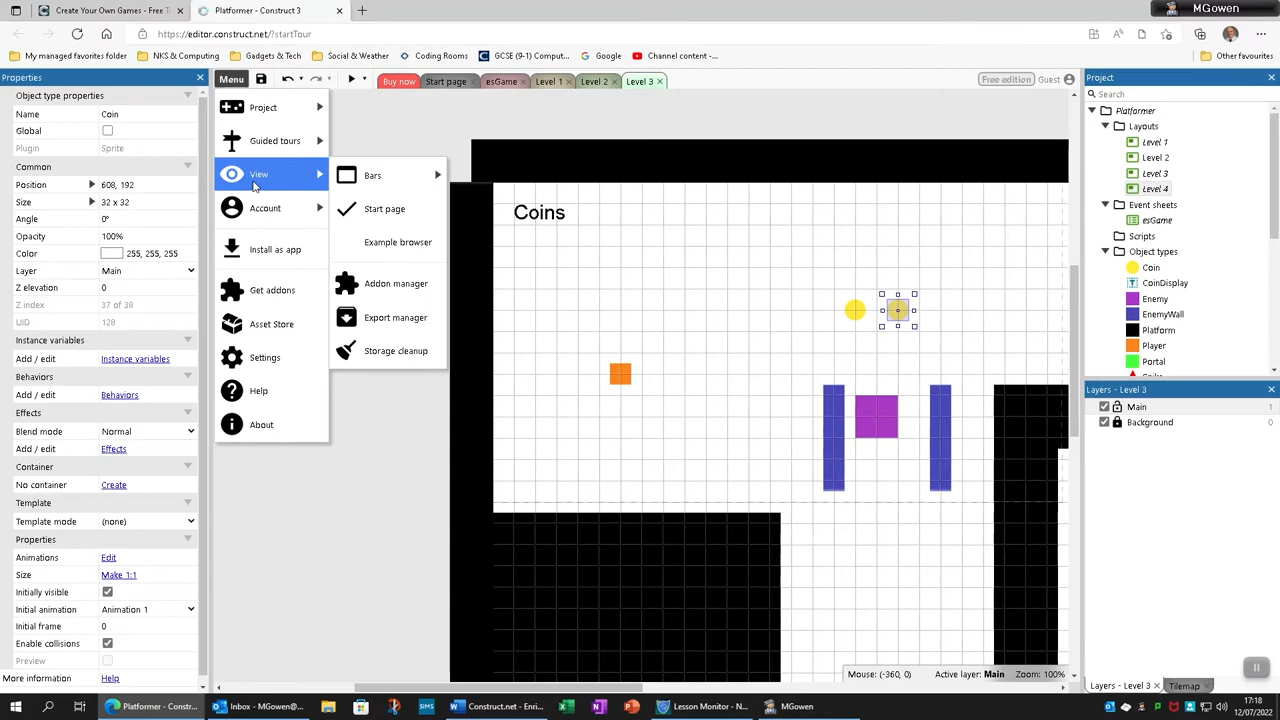 Create Your Own Games - Free T
Platformer - Construct 3
MGowen
https://editor.construct.net/?startTour
My managed favourites
NKS & Computing
Gadgets & Tech
Social & Weather
Coding Rooms
GCSE (9-1) Comput...
Google
Channel content -...
Other favourites
Properties
Menu
Buy now
Start page
esGame
Level 1
Level 2
Level 3
Free edition
Guest
Project
Object type properties
Name
Coin
Global
Plugin
Sprite
Common
Position
608, 192
Size
32 x 32
Angle
0°
Opacity
100%
Color
255, 255, 255
Layer
Main
Z elevation
0
Z index
37 of 38
UID
128
Instance variables
Add / edit
Instance variables
Behaviors
Add / edit
Behaviors
Effects
Blend mode
Normal
Add / edit
Effects
Container
No container
Create
Template
Template mode
(none)
Properties
Animations
Edit
Size
Make 1:1
Initially visible
Initial animation
Animation 1
Initial frame
0
Enable collisions
Preview
More information
Help
Project
Guided tours
View
Account
Install as app
Get addons
Asset Store
Settings
Help
About
Bars
Start page
Example browser
Addon manager
Export manager
Storage cleanup
Coins
Search
Platformer
Layouts
Level 1
Level 2
Level 3
Level 4
Event sheets
esGame
Scripts
Object types
Coin
CoinDisplay
Enemy
EnemyWall
Platform
Player
Portal
Layers - Level 3
Main
1
Background
0
Mouse: (-360, 0)
Active layer: Main
Zoom: 100%
Layers - Level 3
Tilemap
Platformer - Constr...
Inbox - MGowen@...
SIMS
Construct.net - Enri...
Lesson Monitor - N...
MGowen
17:18
12/07/2022